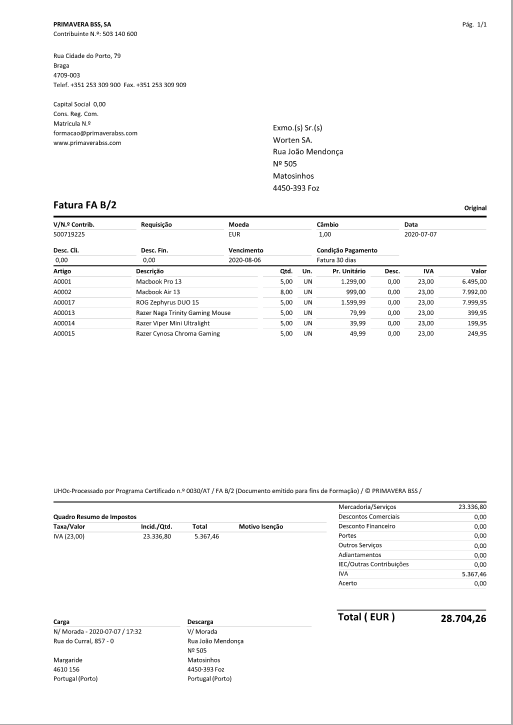 PRIMAVERA BSS, SA Pág. 1/1
Contribuinte N.º: 503 140 600
Rua Cidade do Porto, 79
Braga
4709-003
Telef. +351 253 309 900 Fax. +351 253 309 909
Capital Social 0,00
Cons. Reg. Com.
Matricula N.º
formacao@primaverabss.com
www.primaverabss.com
Exmo.(s) Sr.(s)
Worten SA.
Rua João Mendonça
Nº 505
Matosinhos
4450-393 Foz
Fatura FA B/2 Original
V/N.º Contrib. Requisição Moeda Câmbio Data
500719225 EUR 1,00 2020-07-07
Desc. Cli. Desc. Fin. Vencimento Condição Pagamento
0,00 0,00 2020-08-06 Fatura 30 dias
Artigo Descrição Qtd. Un. Pr. Unitário Desc. IVA Valor
A0001 Macbook Pro 13 5,00 UN 1.299,00 0,00 23,00 6.495,00
A0002 Macbook Air 13 8,00 UN 999,00 0,00 23,00 7.992,00
A00017 ROG Zephyrus DUO 15 5,00 UN 1.599,99 0,00 23,00 7.999,95
A00013 Razer Naga Trinity Gaming Mouse 5,00 UN 79,99 0,00 23,00 399,95
A00014 Razer Viper Mini Ultralight 5,00 UN 39,99 0,00 23,00 199,95
A00015 Razer Cynosa Chroma Gaming 5,00 UN 49,99 0,00 23,00 249,95
UHOc-Processado por Programa Certificado n.º 0030/AT / FA B/2 (Documento emitido para fins de Formação) / © PRIMAVERA BSS /
Quadro Resumo de Impostos
Taxa/Valor Incid./Qtd. Total Motivo Isenção
IVA (23,00) 23.336,80 5.367,46
Mercadoria/Serviços 23.336,80
Descontos Comerciais 0,00
Desconto Financeiro 0,00
Portes 0,00
Outros Serviços 0,00
Adiantamentos 0,00
IEC/Outras Contribuições 0,00
IVA 5.367,46
Acerto 0,00
Total ( EUR ) 28.704,26
Carga Descarga
N/ Morada - 2020-07-07 / 17:32 V/ Morada
Rua do Curral, 857 - 0 Rua João Mendonça
Nº 505
Margaride Matosinhos
4610 156 4450-393 Foz
Portugal (Porto) Portugal (Porto)